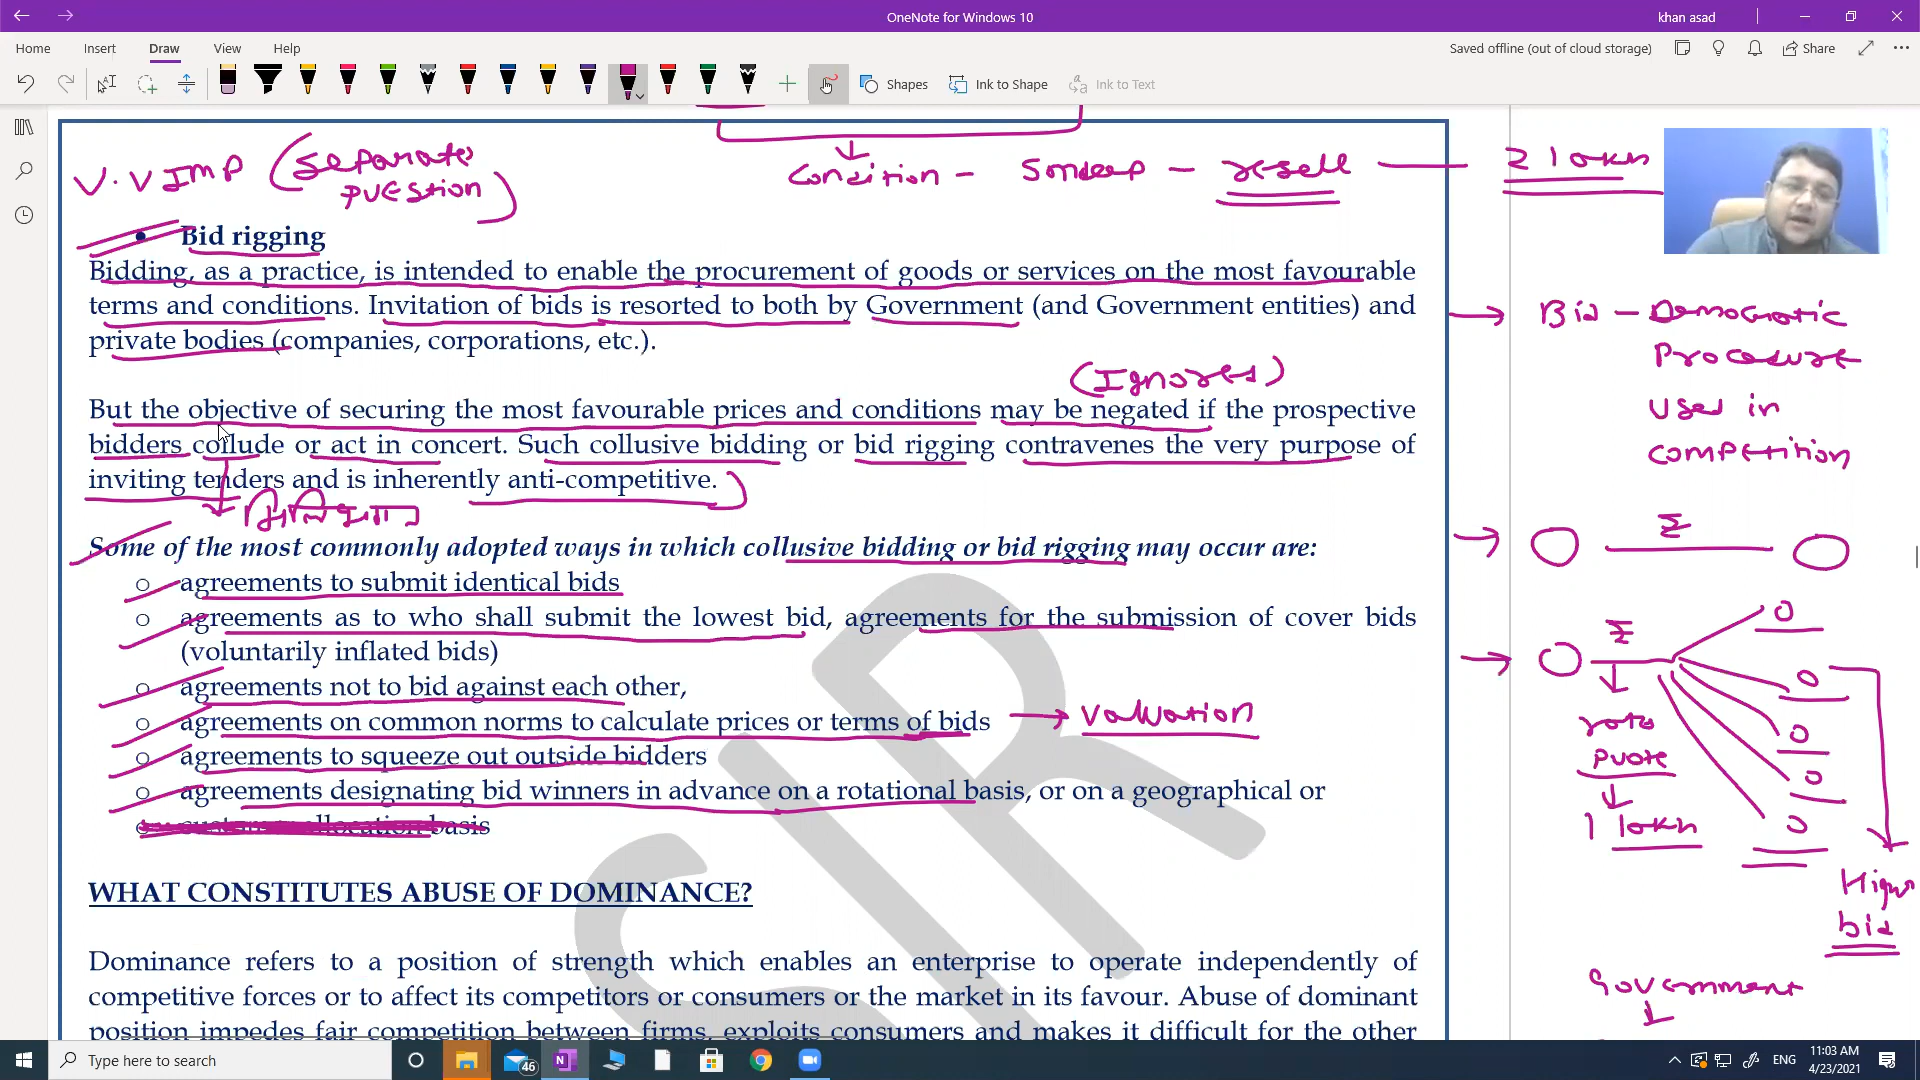 OneNote for Windows 10
khan asad
Home Insert Draw View Help
Saved offline (out of cloud storage)
Share
Shapes
Ink to Shape
Ink to Text
V.V IMP (separate
question)
condition - - resell
Bid rigging
Bidding, as a practice, is intended to enable the procurement of goods or services on the most favourable
terms and conditions. Invitation of bids is resorted to both by Government (and Government entities) and
private bodies (companies, corporations, etc.).
(Ignores)
But the objective of securing the most favourable prices and conditions may be negated if the prospective
bidders collude or act in concert. Such collusive bidding or bid rigging contravenes the very purpose of
inviting tenders and is inherently anti-competitive.
Some of the most commonly adopted ways in which collusive bidding or bid rigging may occur are:
o agreements to submit identical bids
o agreements as to who shall submit the lowest bid, agreements for the submission of cover bids
(voluntarily inflated bids)
o agreements not to bid against each other,
o agreements on common norms to calculate prices or terms of bids → valuation
o agreements to squeeze out outside bidders
o agreements designating bid winners in advance on a rotational basis, or on a geographical or
customer allocation basis
WHAT CONSTITUTES ABUSE OF DOMINANCE?
Dominance refers to a position of strength which enables an enterprise to operate independently of
competitive forces or to affect its competitors or consumers or the market in its favour. Abuse of dominant
position impedes fair competition between firms, exploits consumers and makes it difficult for the other
SIR
2 lakh
Bid - Democratic
Procedure
used in
competition
rate
quote
1 lakh
bid
Government
Type here to search
46
ENG
11:03 AM
4/23/2021